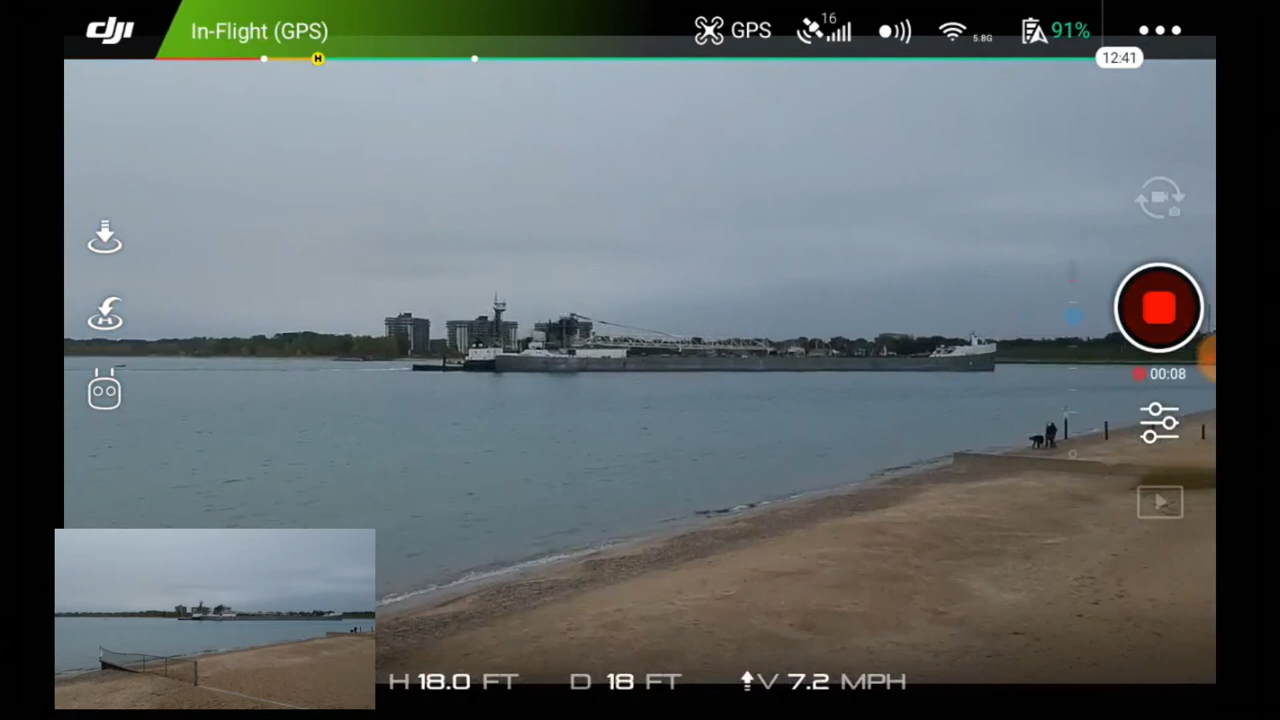 dji In-Flight (GPS) GPS 16 5.8G 91%
H 12:41
H
00:08
H 18.0 FT D 18 FT V 7.2 MPH